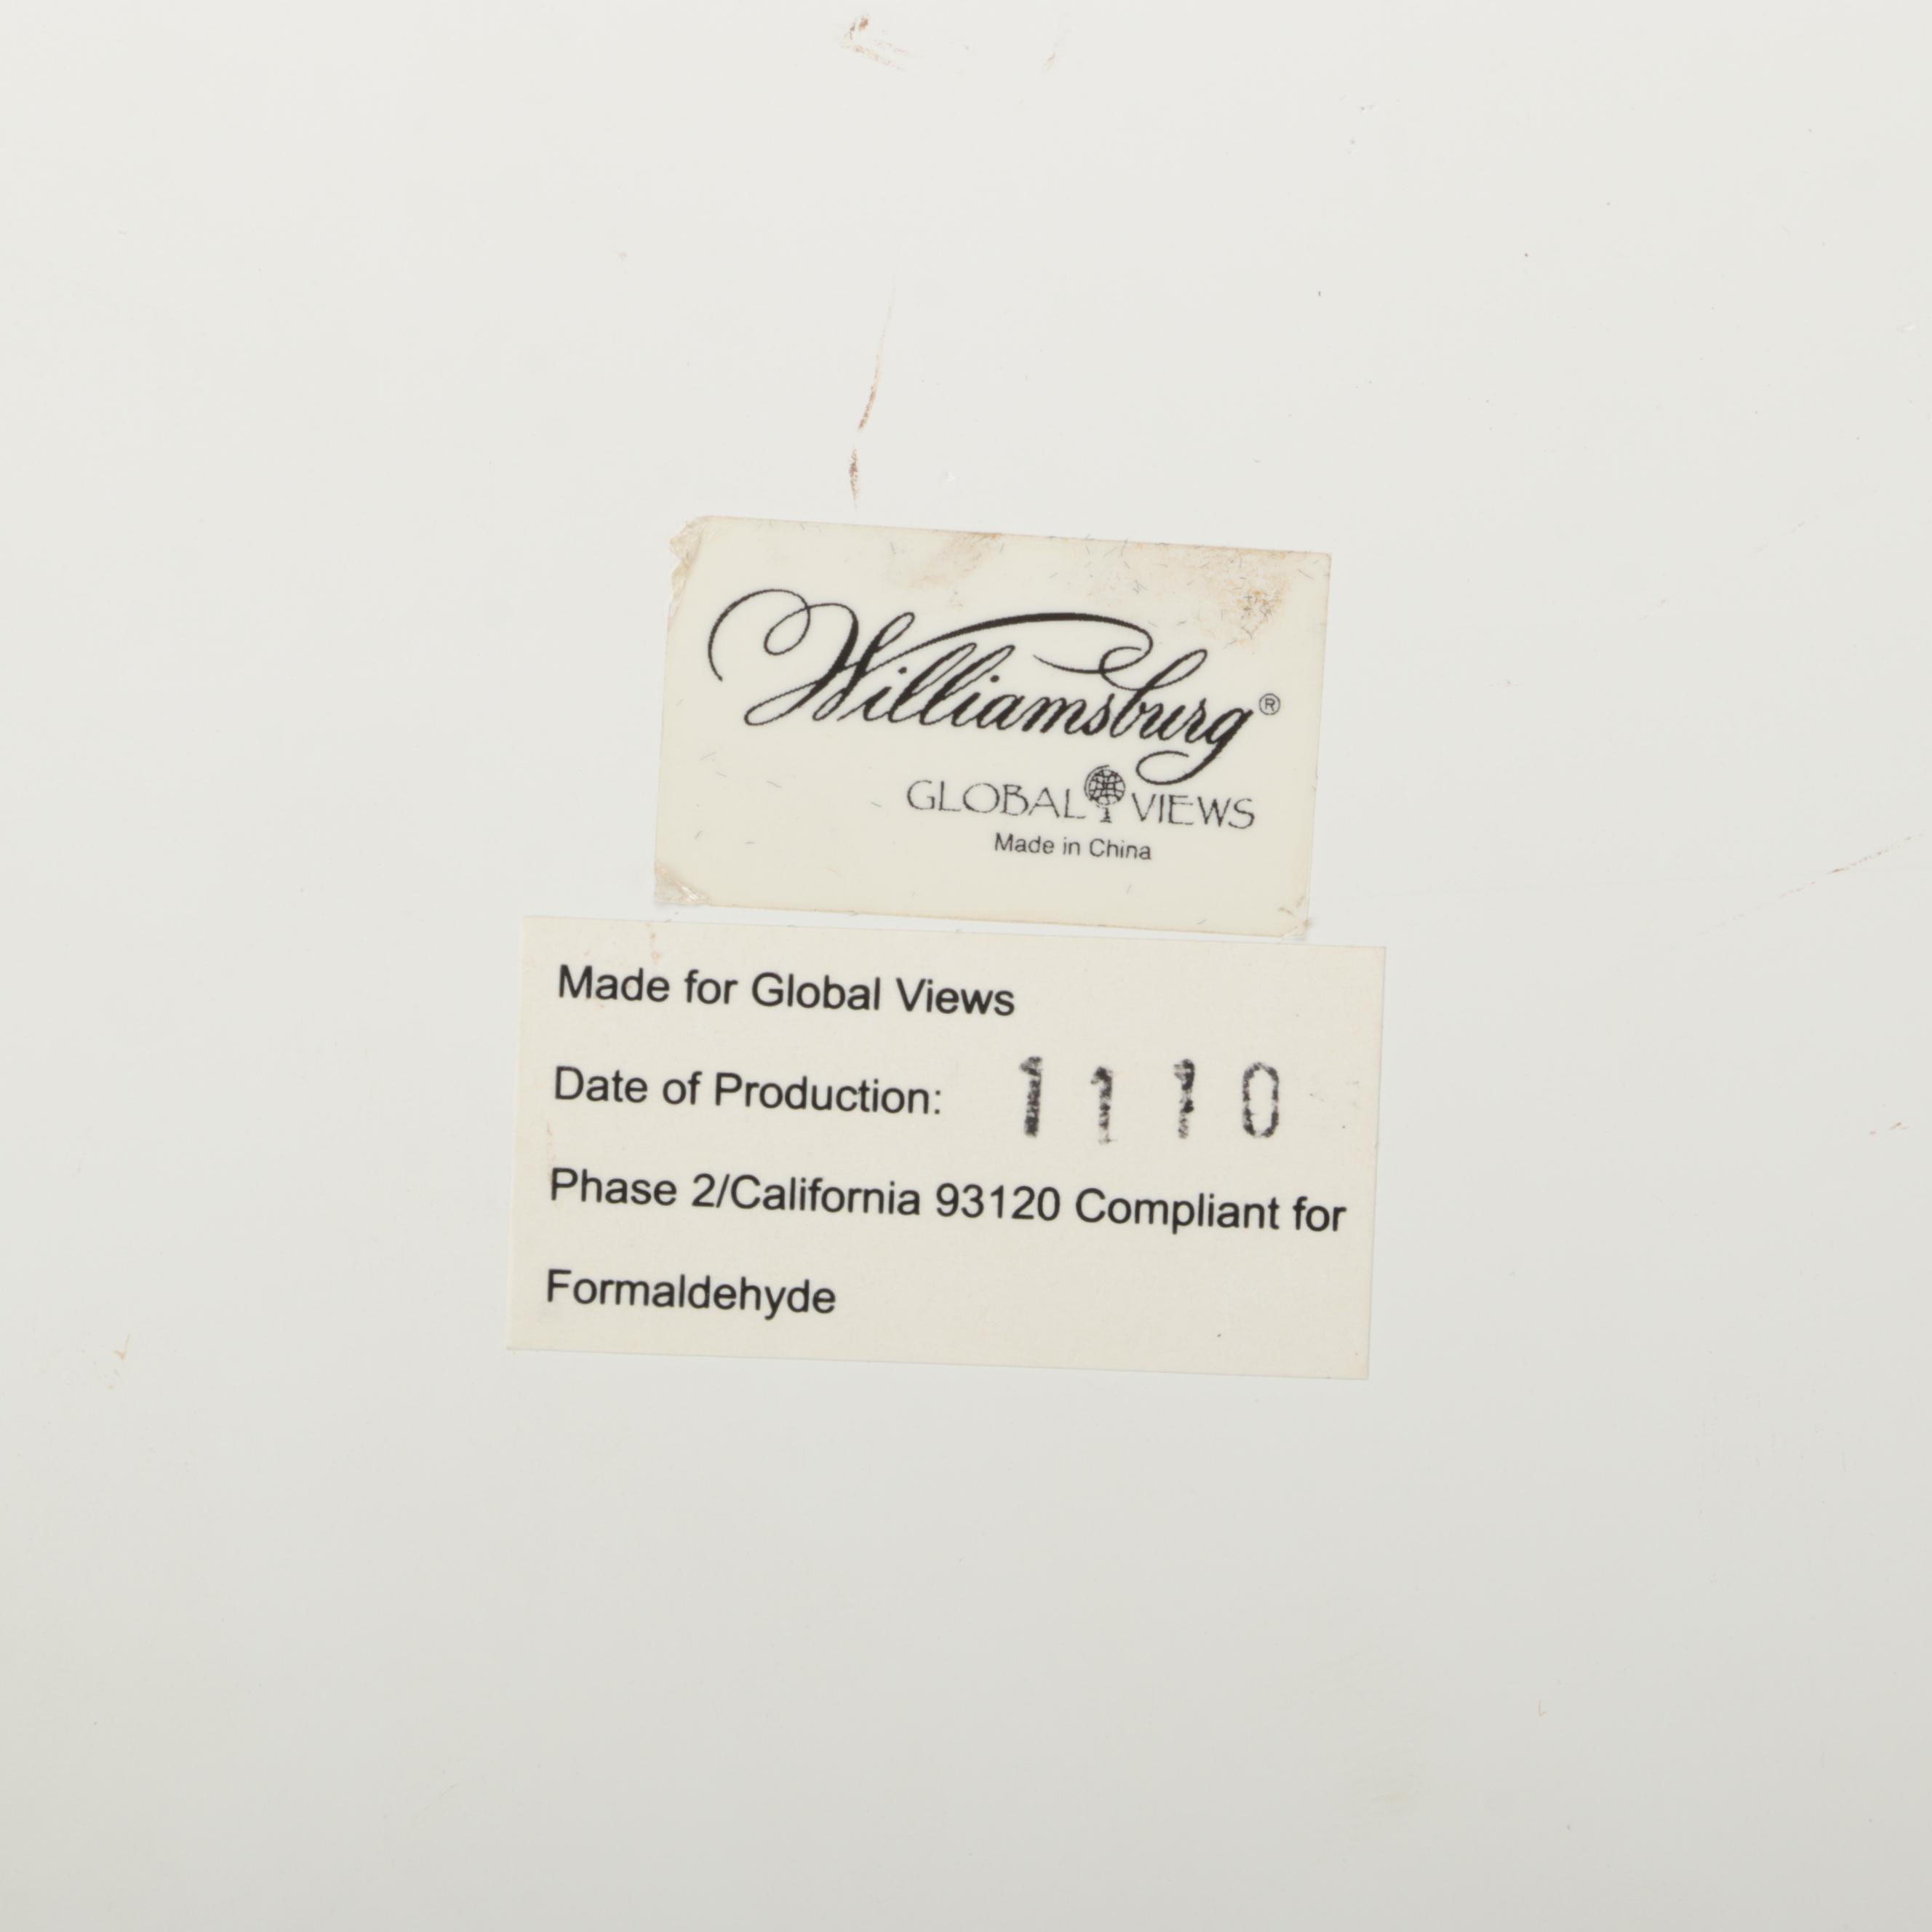 Williamsburg®
GLOBAL VIEWS
Made in China
Made for Global Views
Date of Production: 1110
Phase 2/California 93120 Compliant for
Formaldehyde